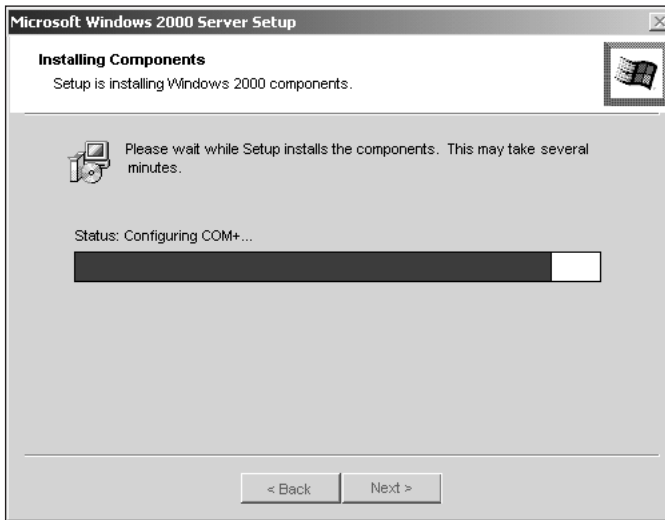 Microsoft Windows 2000 Server Setup
Installing Components
Setup is installing Windows 2000 components.
Please wait while Setup installs the components. This may take several
minutes.
Status: Configuring COM+...
< Back Next >